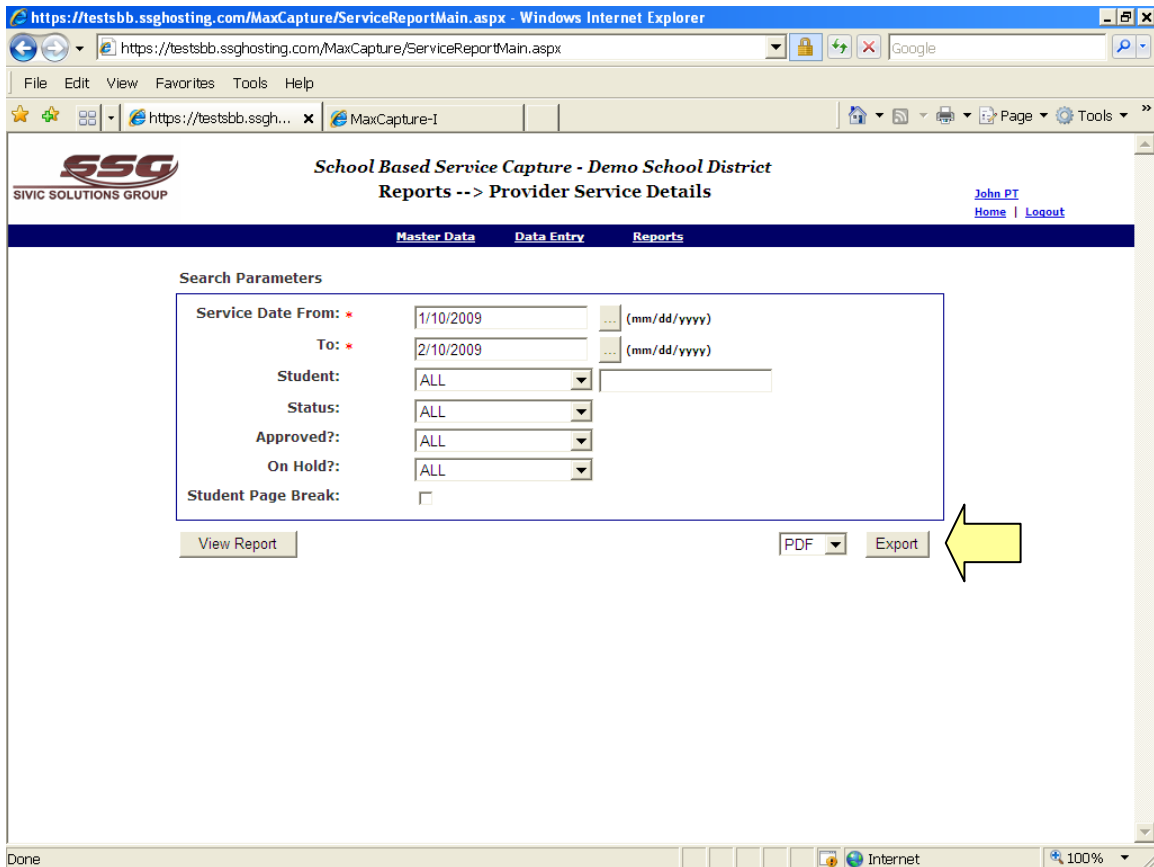 https://testsbb.ssghosting.com/MaxCapture/ServiceReportMain.aspx - Windows Internet Explorer
https://testsbb.ssghosting.com/MaxCapture/ServiceReportMain.aspx Google
File Edit View Favorites Tools Help
https://testsbb.ssgh... MaxCapture-I Page Tools »
SSG
SIVIC SOLUTIONS GROUP
School Based Service Capture - Demo School District
Reports --> Provider Service Details
John PT
Home | Logout
Master Data Data Entry Reports
Search Parameters
Service Date From: * 1/10/2009 ... (mm/dd/yyyy)
To: * 2/10/2009 ... (mm/dd/yyyy)
Student: ALL
Status: ALL
Approved?: ALL
On Hold?: ALL
Student Page Break:
View Report PDF Export
Done Internet 100%